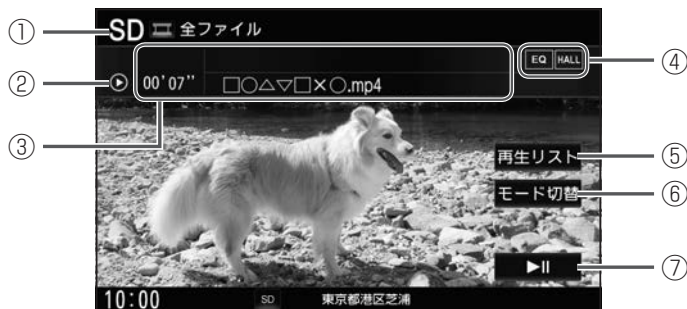 ① SD 全ファイル
② 00'07'' □○△▽□×○.mp4
③
EQ HALL ④
再生リスト ⑤
モード切替 ⑥
►II ⑦
10:00 SD 東京都港区芝浦